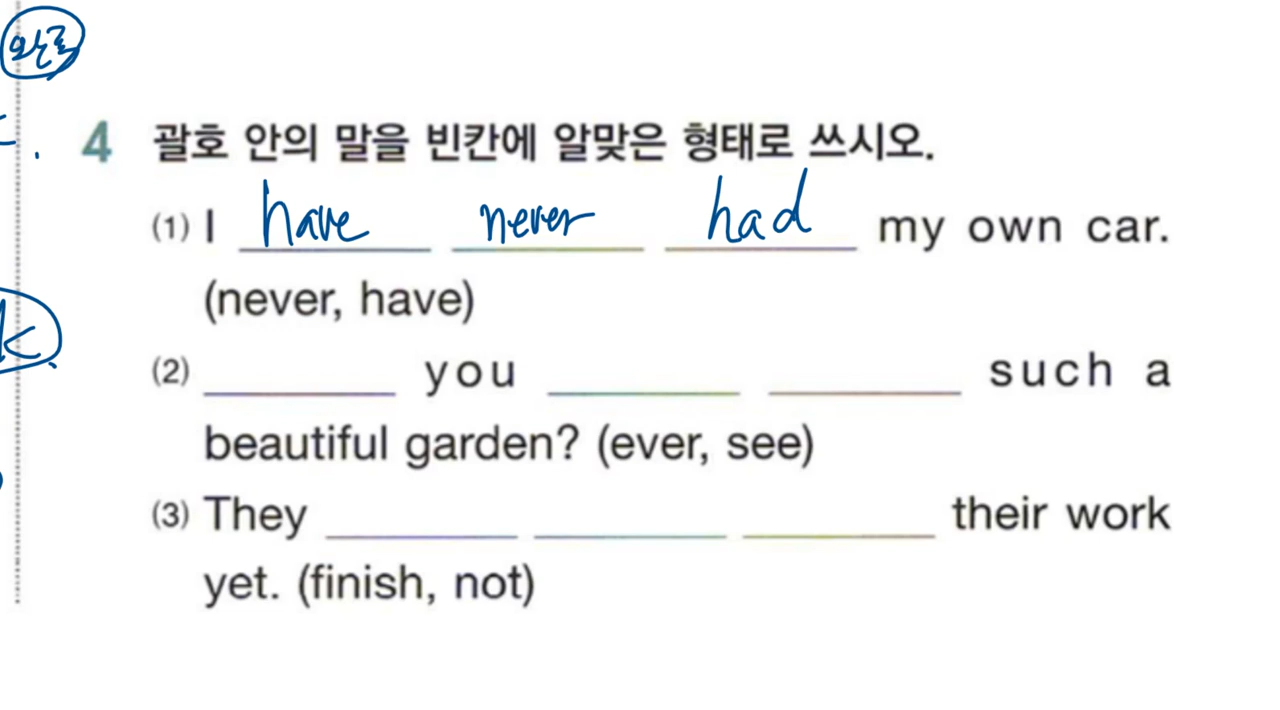 완료
4 괄호 안의 말을 빈칸에 알맞은 형태로 쓰시오.
(1) I have never had my own car.
(never, have)
(2) you such a
beautiful garden? (ever, see)
(3) They their work
yet. (finish, not)